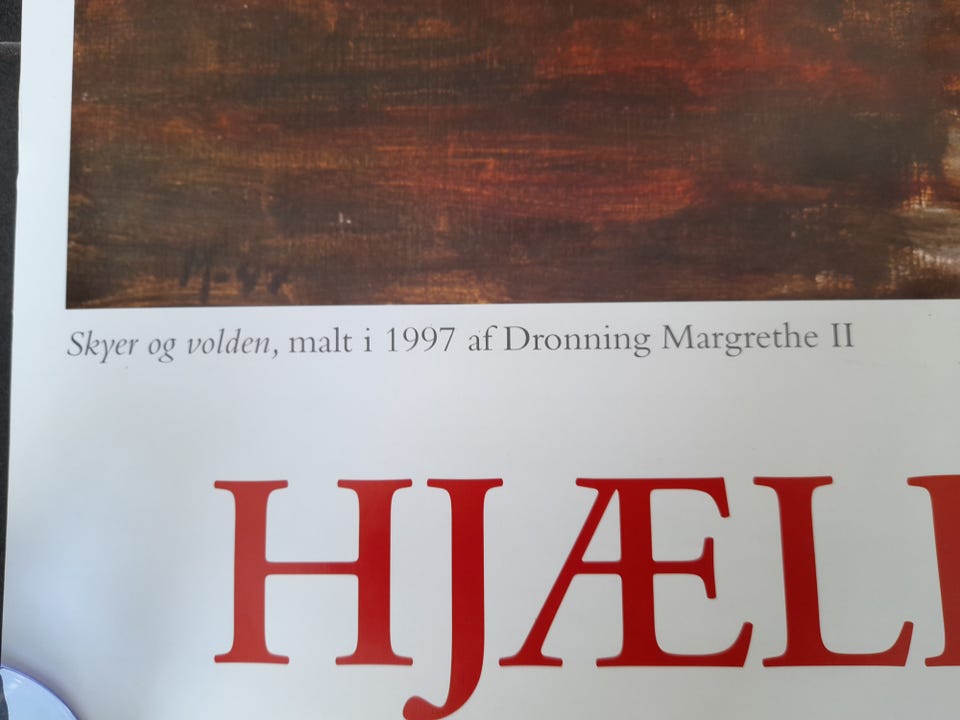 Skyer og volden, malt i 1997 af Dronning Margrethe II
HJÆL